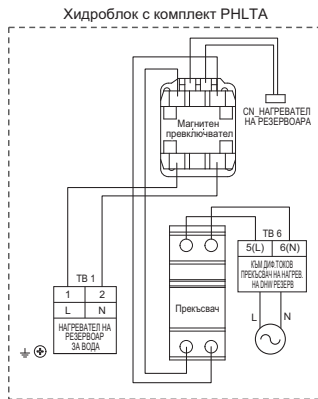 Хидроблок с комплект PHLTA
CN_НАГРЕВАТЕЛ
НА РЕЗЕРВОАРА
Магнитен
превключвател
TB 6
5(L) 6(N)
КЪМ ДИФ.ТОКОВ
ПРЕКЪСВАЧ НА НАГРЕВ.
НА DHW РЕЗЕРВ
L N
TB 1
1 2
L N
НАГРЕВАТЕЛ НА
РЕЗЕРВОАР
ЗА ВОДА
Прекъсвач